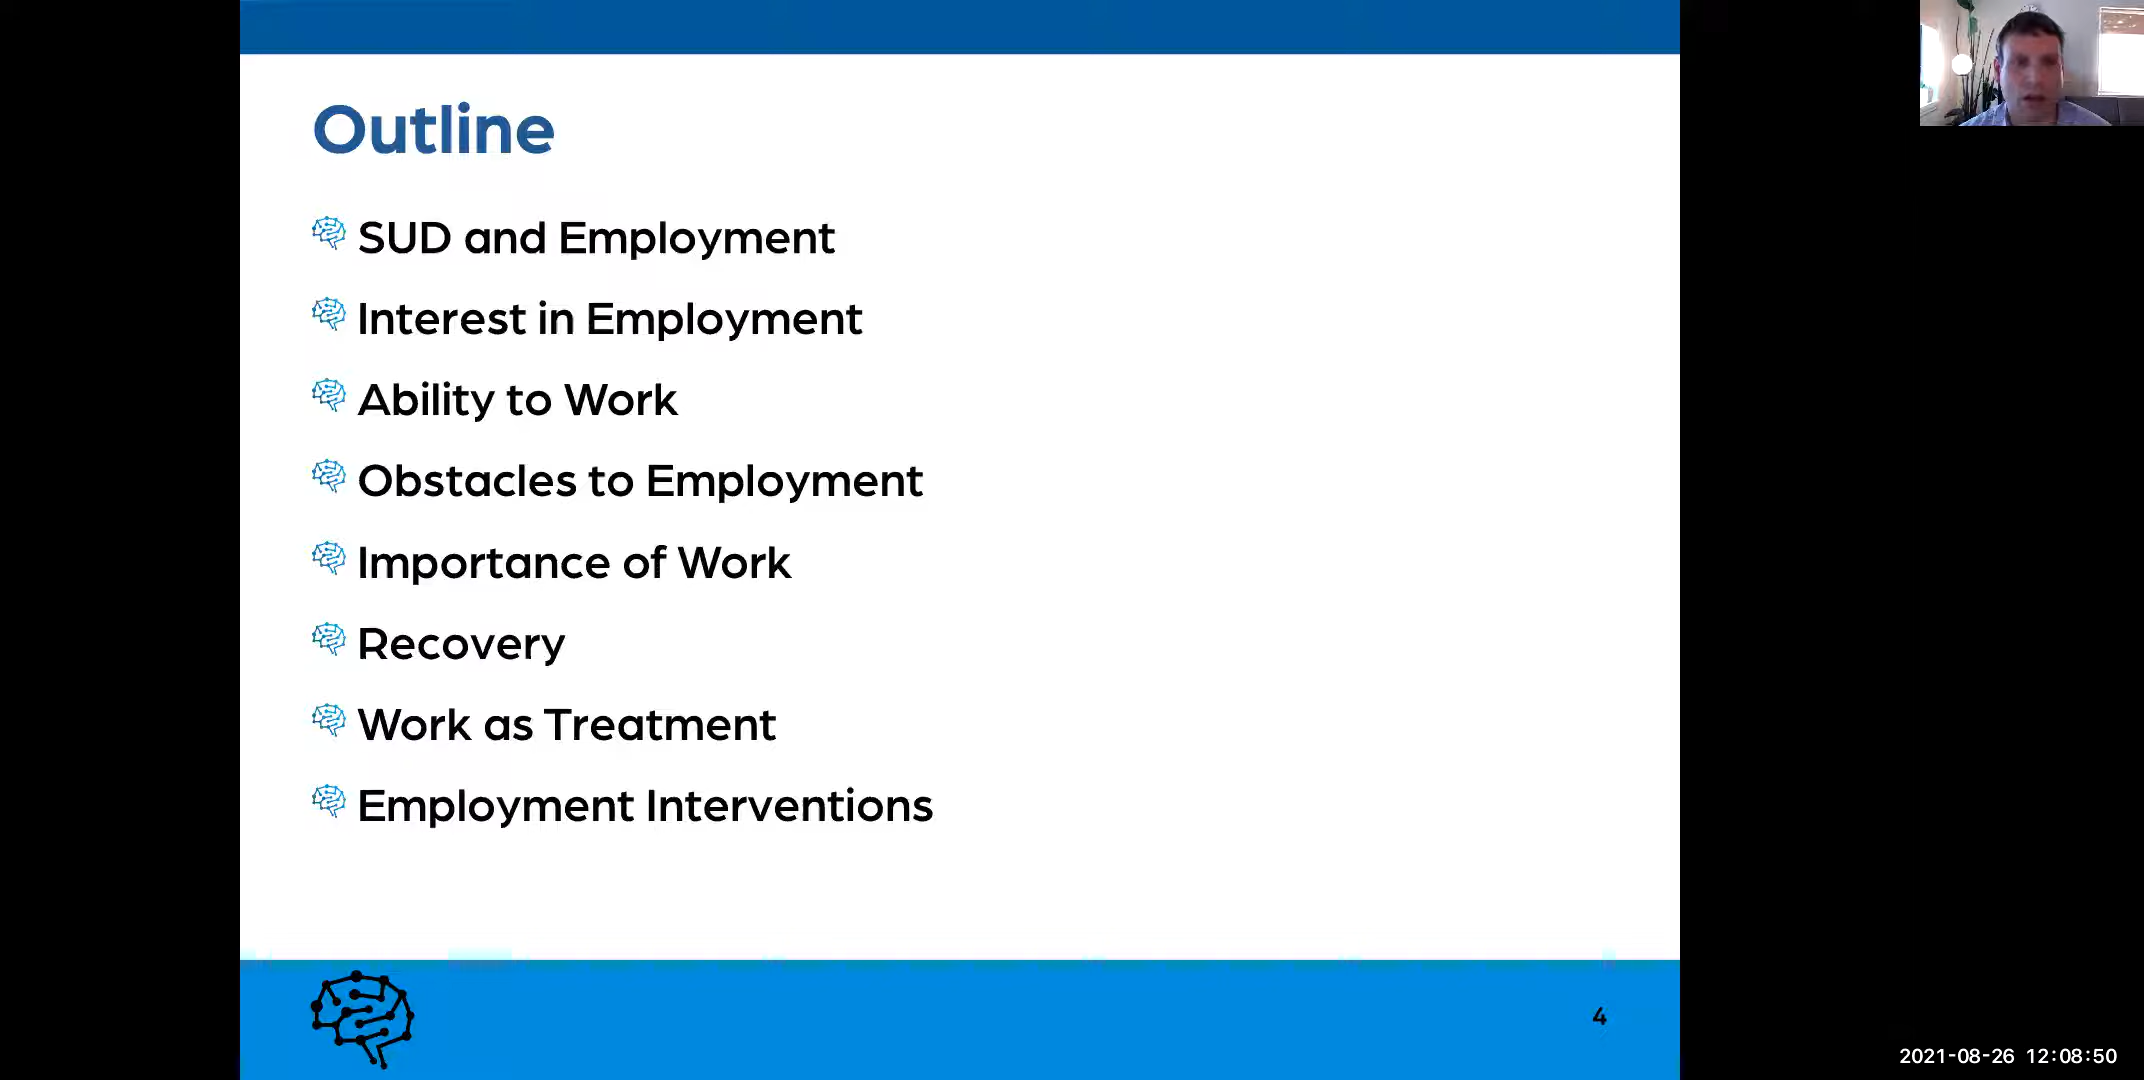 Outline
SUD and Employment
Interest in Employment
Ability to Work
Obstacles to Employment
Importance of Work
Recovery
Work as Treatment
Employment Interventions
4
2021-08-26 12:08:50